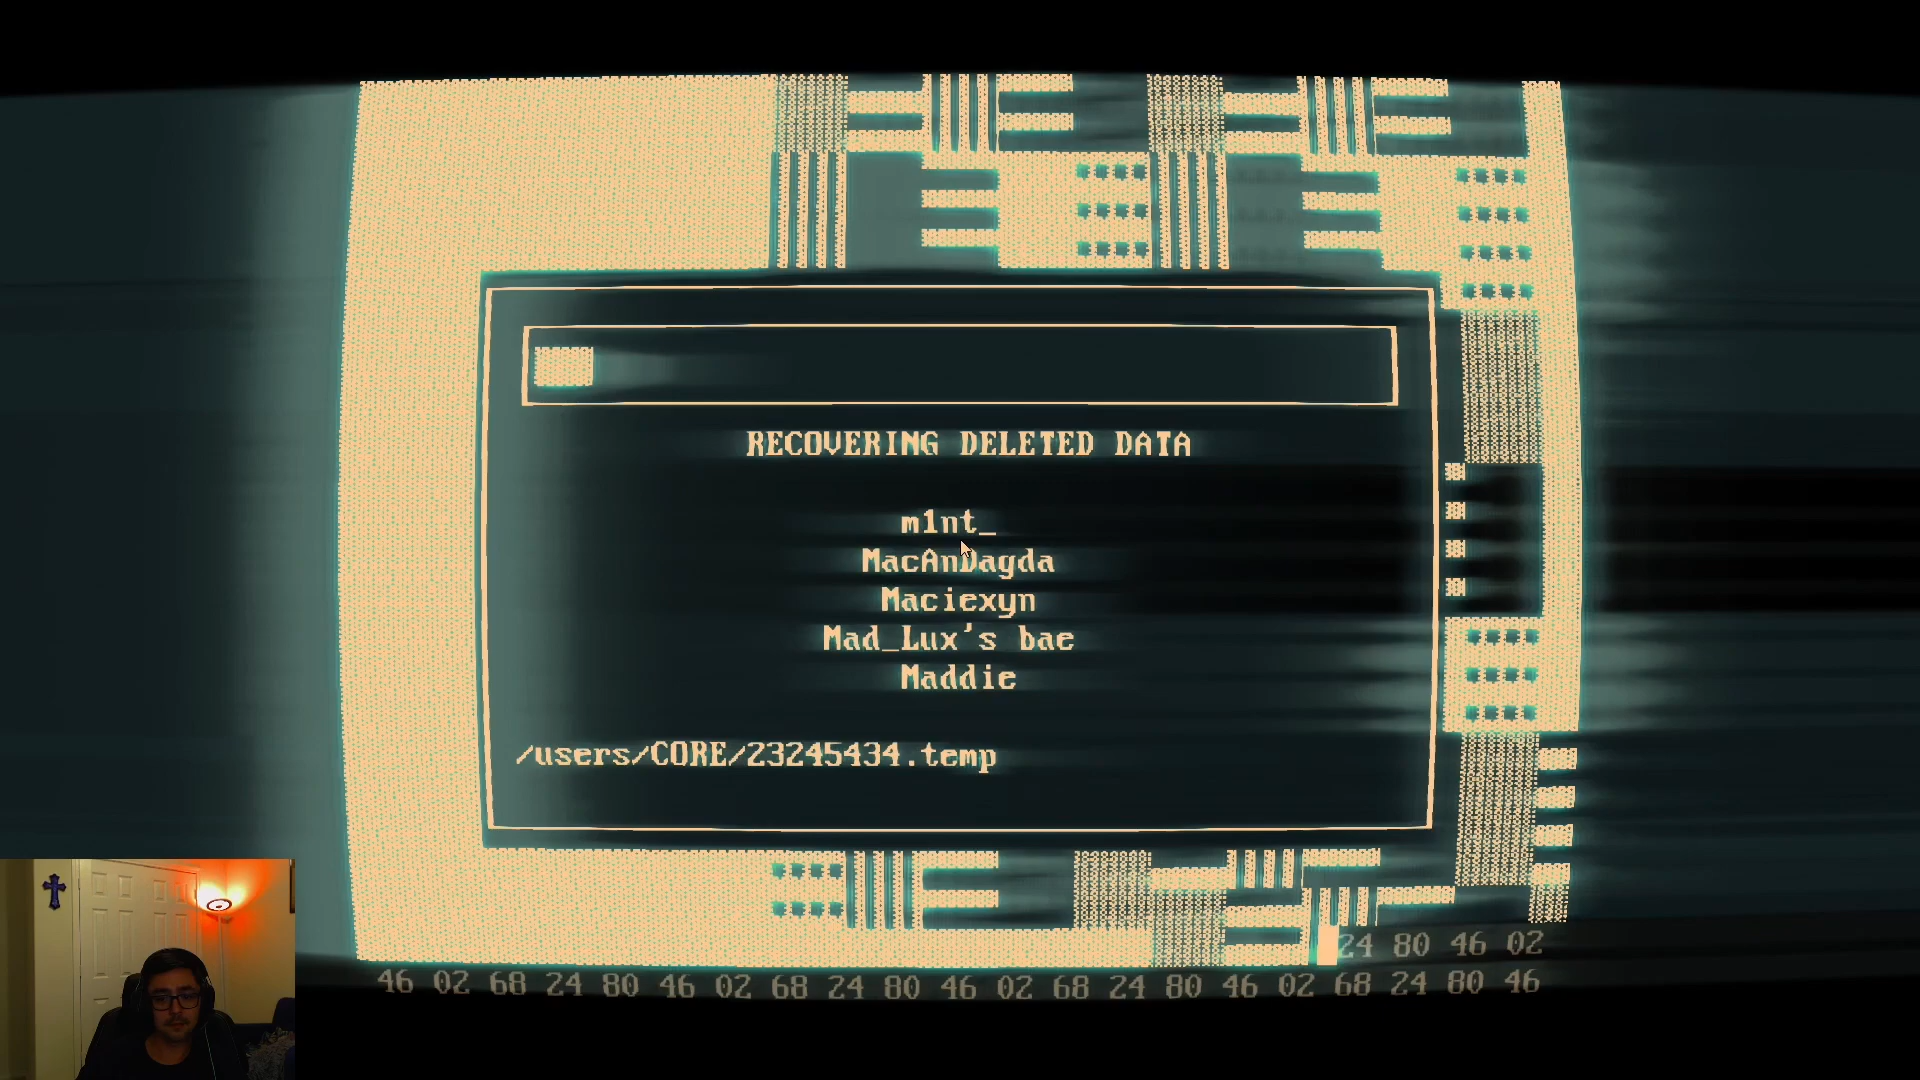 RECOVERING DELETED DATA
m1nt_
MacAnDagda
Maciexyn
Mad_Lux's bae
Maddie
/users/CORE/23245434.temp
24 80 46 02
46 02 68 24 80 46 02 68 24 80 46 02 68 24 80 46 02 68 24 80 46